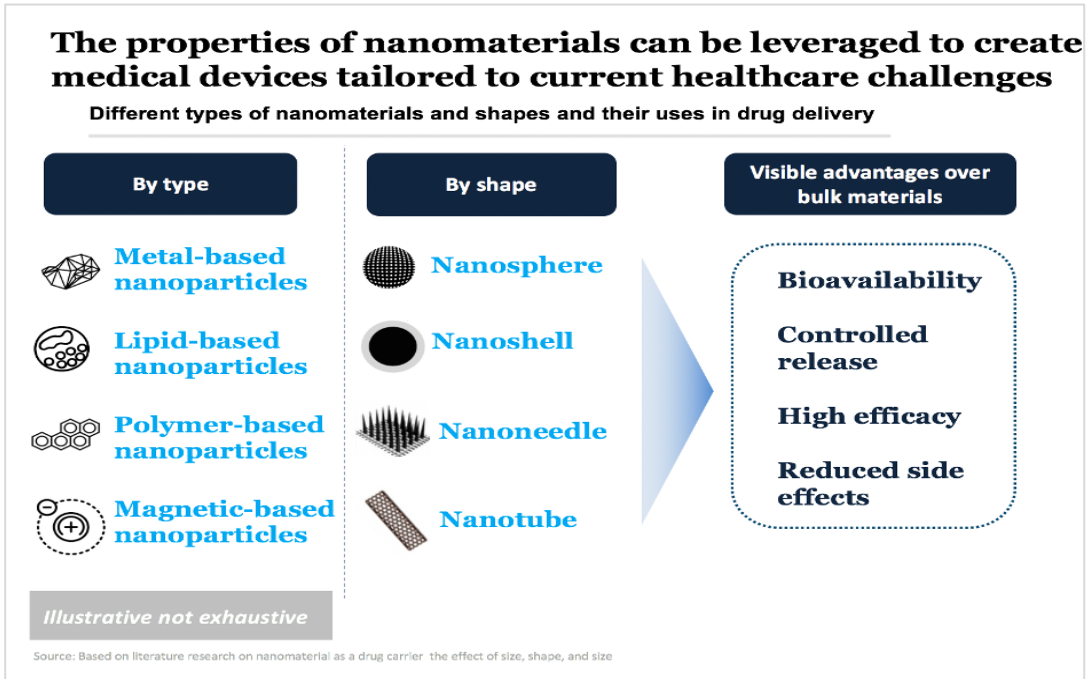 The properties of nanomaterials can be leveraged to create
medical devices tailored to current healthcare challenges
Different types of nanomaterials and shapes and their uses in drug delivery
By type
Metal-based
nanoparticles
Lipid-based
nanoparticles
Polymer-based
nanoparticles
Magnetic-based
nanoparticles
By shape
Nanosphere
Nanoshell
Nanoneedle
Nanotube
Visible advantages over
bulk materials
Bioavailability
Controlled
release
High efficacy
Reduced side
effects
Illustrative not exhaustive
Source: Based on literature research on nanomaterial as a drug carrier the effect of size, shape, and size